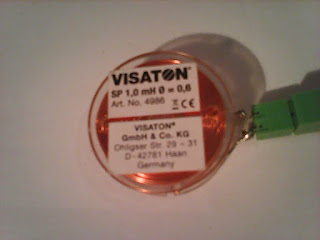 VISATON®
SP 1,0 mH Ø = 0,6
Art. No. 4986 CE
VISATON®
GmbH & Co. KG
Ohligser Str. 29 – 31
D - 42781 Haan
Germany